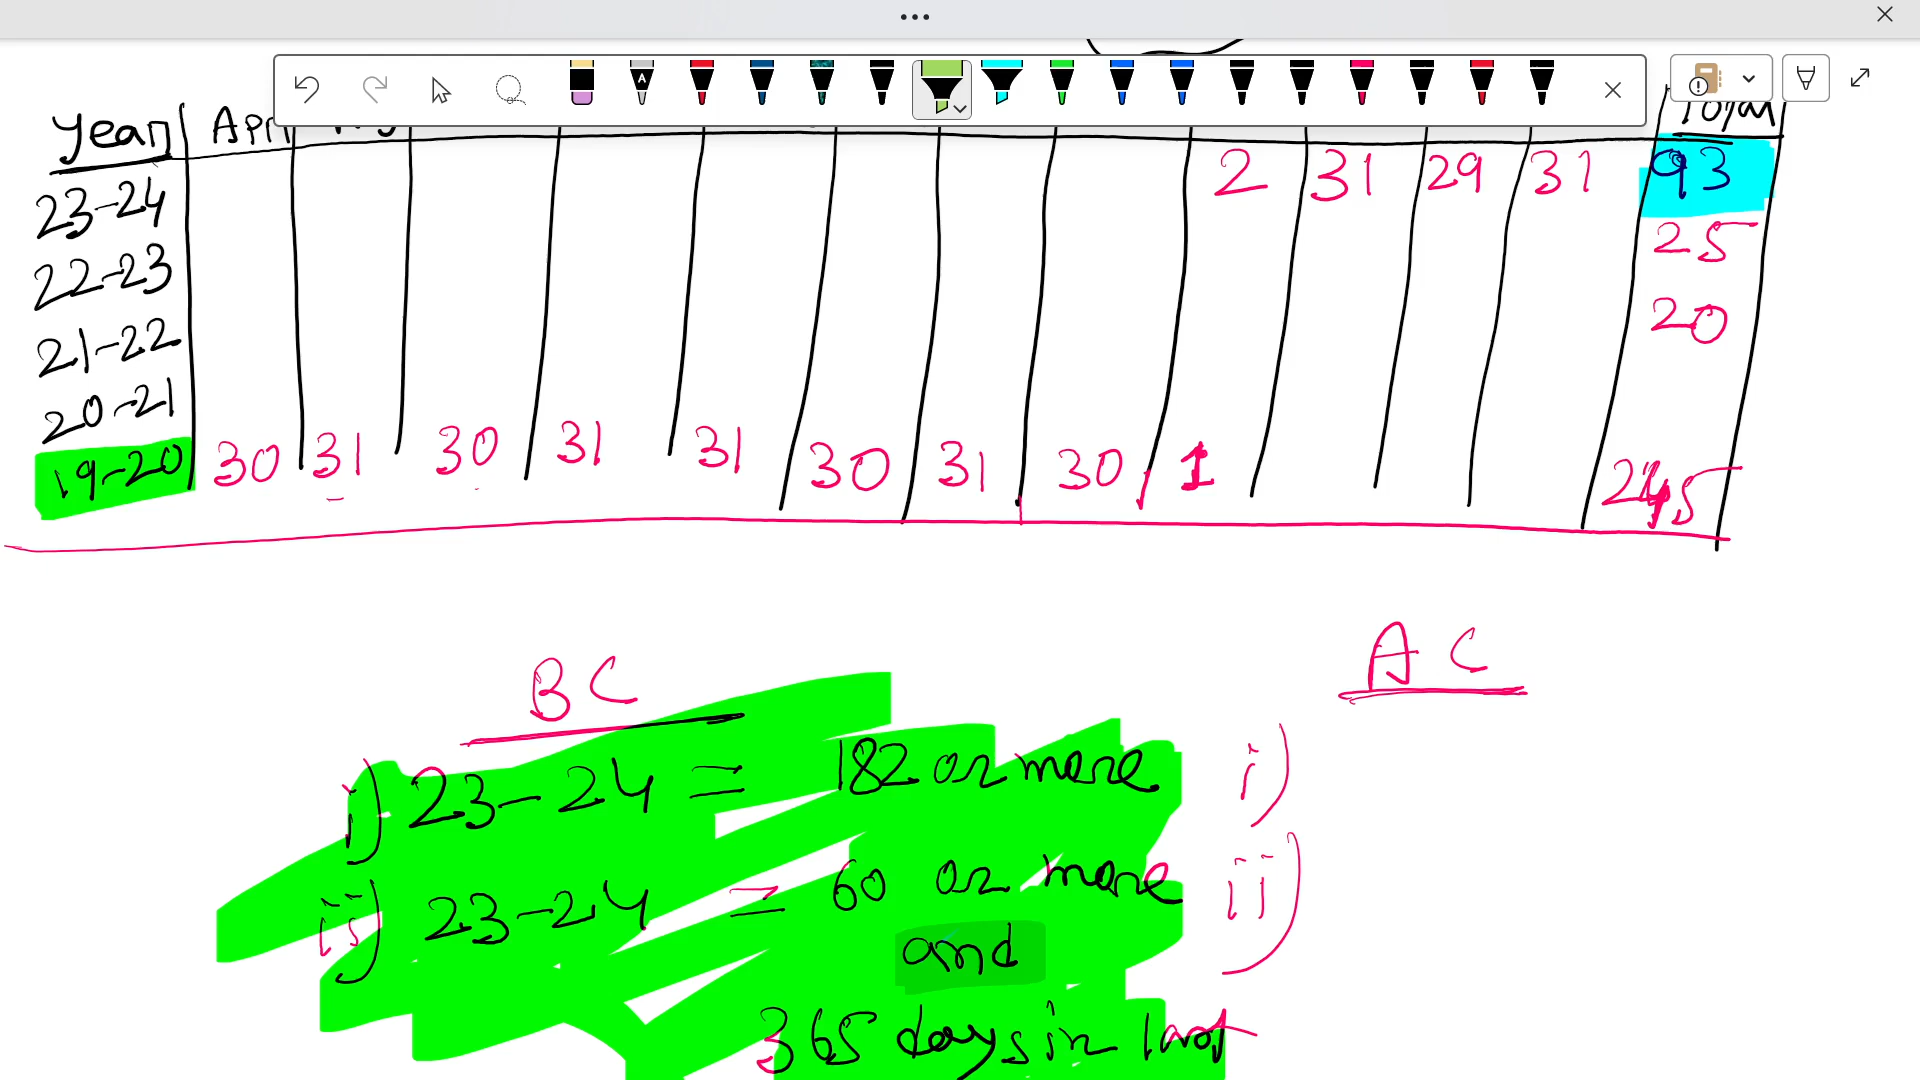 Year Apri Total
23-24 2 31 29 31 93
22-23 25
21-22 20
20-21
19-20 30 31 30 31 31 30 31 30 1 245
BC AC
i) 23-24 = 182 or more i)
ii) 23-24 = 60 or more ii)
and
365 days in last